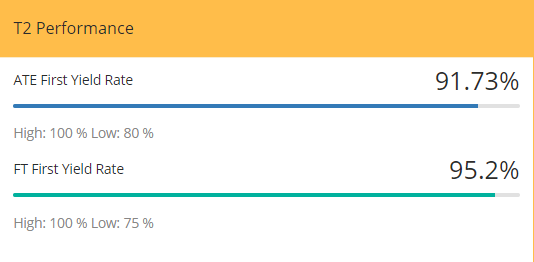 T2 Performance
ATE First Yield Rate 91.73%
High: 100 % Low: 80 %
FT First Yield Rate 95.2%
High: 100 % Low: 75 %